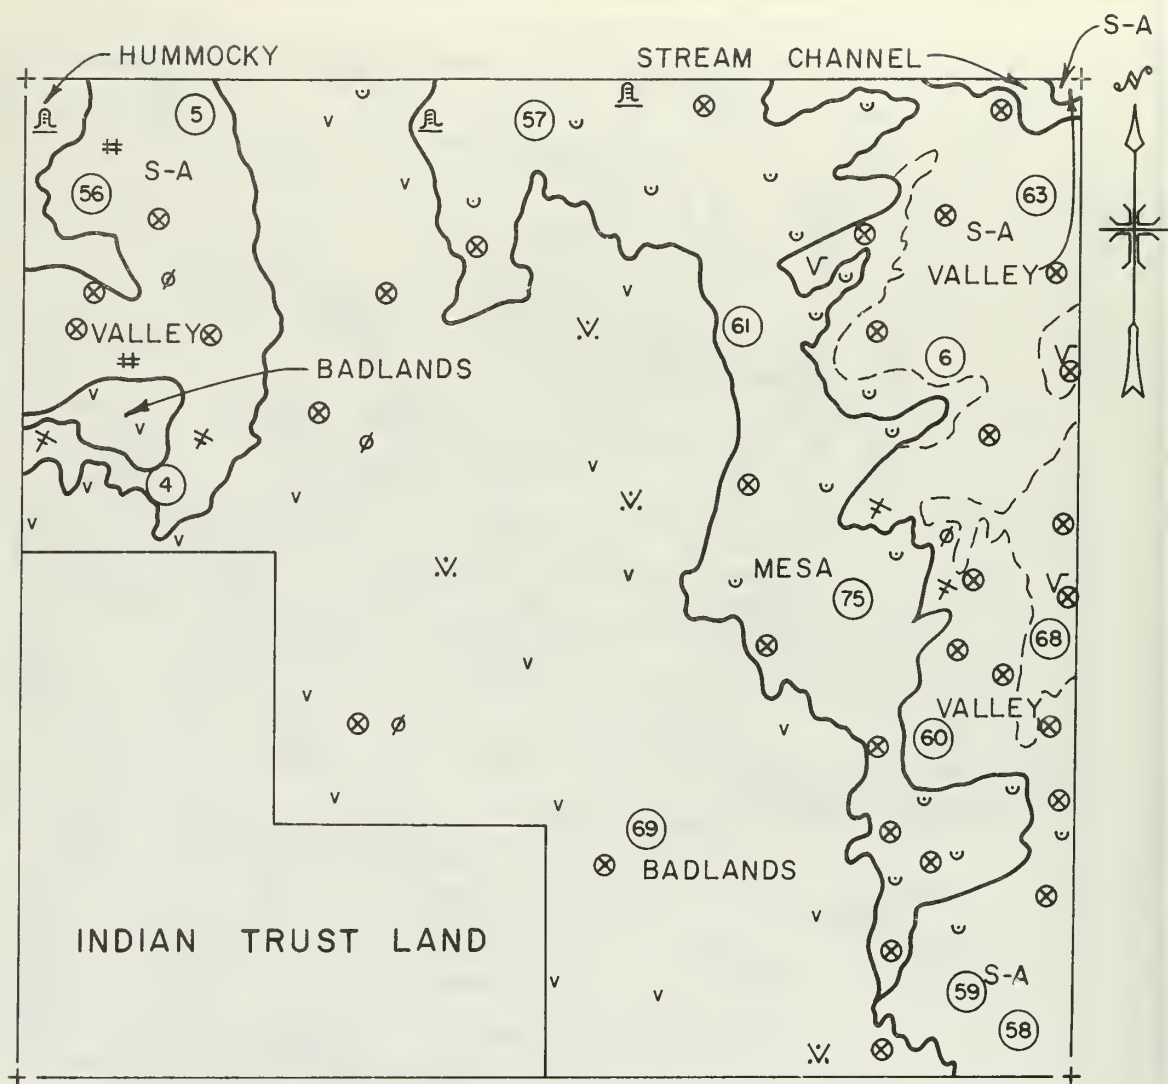 S-A
HUMMOCKY
STREAM CHANNEL
N
5
57
S-A
56
63
S-A
VALLEY
61
VALLEY
6
BADLANDS
4
MESA
75
68
VALLEY
60
69
BADLANDS
INDIAN TRUST LAND
S-A
59
58